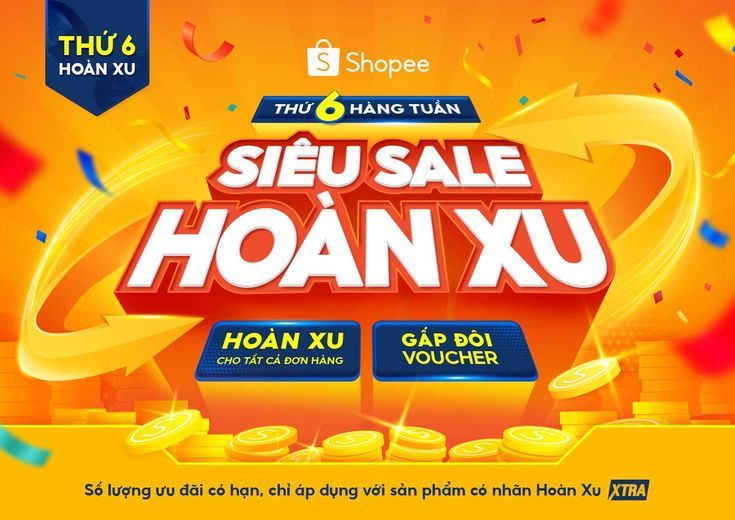 THỨ 6
HOÀN XU
Shopee
THỨ 6 HÀNG TUẦN
SIÊU SALE
HOÀN XU
HOÀN XU
CHO TẤT CẢ ĐƠN HÀNG
GẤP ĐÔI
VOUCHER
Số lượng ưu đãi có hạn, chỉ áp dụng với sản phẩm có nhãn Hoàn Xu XTRA